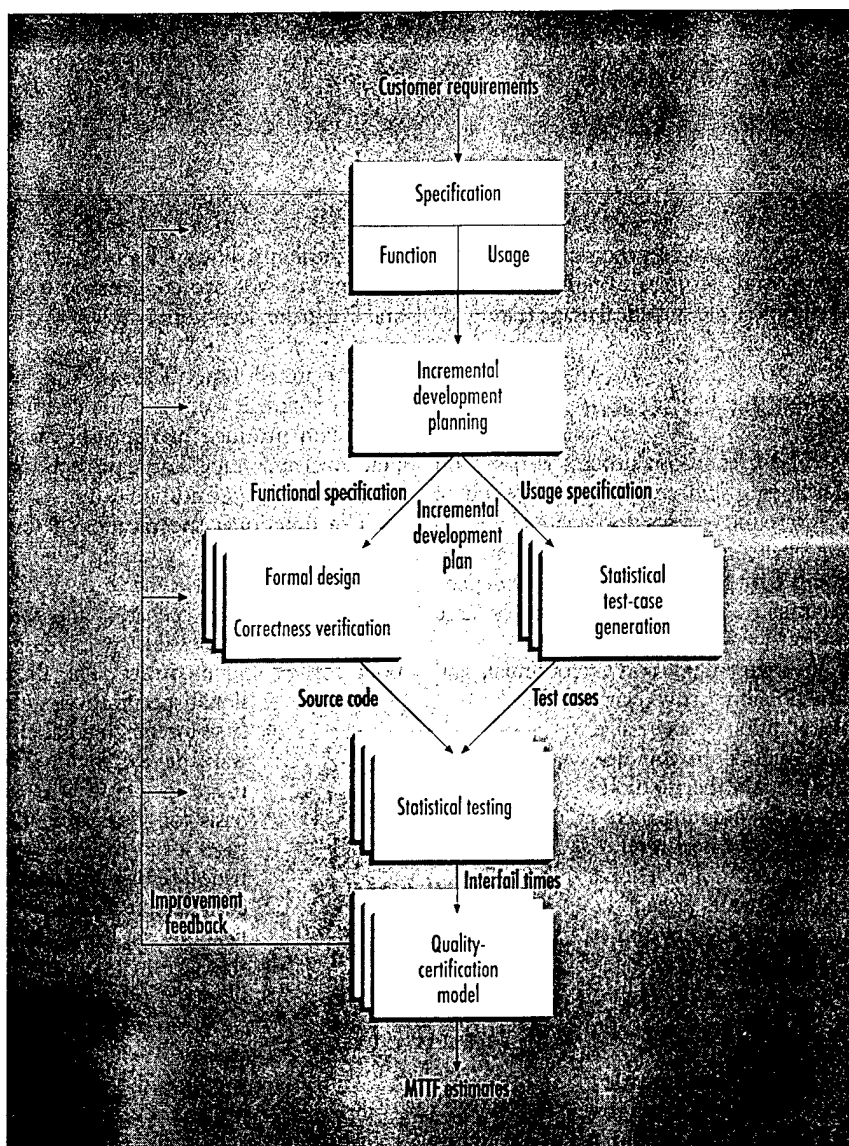 Customer requirements
Specification
Function Usage
Incremental
development
planning
Functional specification
Usage specification
Incremental
development
plan
Formal design
Correctness verification
Statistical
test-case
generation
Source code
Test cases
Statistical testing
Interfail times
Improvement
feedback
Quality-
certification
model
MTTF estimates